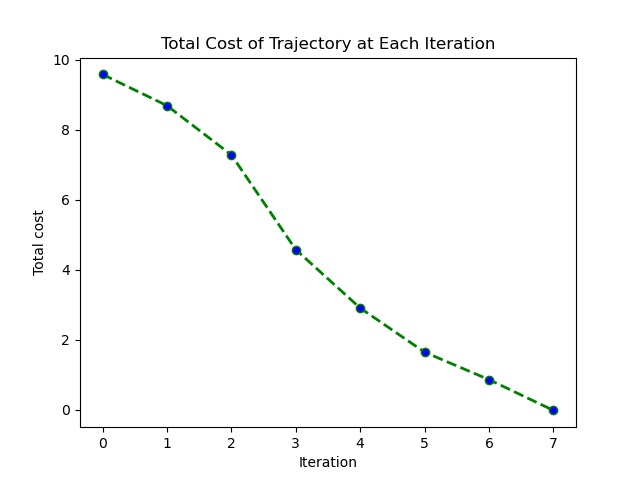 Total Cost of Trajectory at Each Iteration
10
8
6
4
2
0
Total cost
0 1 2 3 4 5 6 7
Iteration